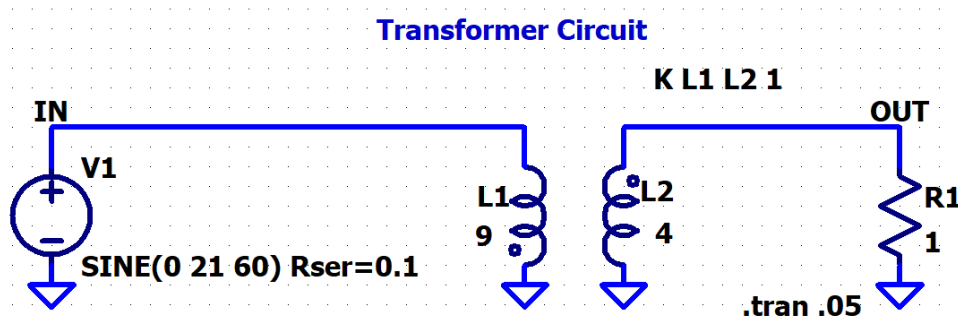 Transformer Circuit
K L1 L2 1
IN
OUT
V1
L1
L2
R1
9
4
1
SINE(0 21 60) Rser=0.1
.tran .05